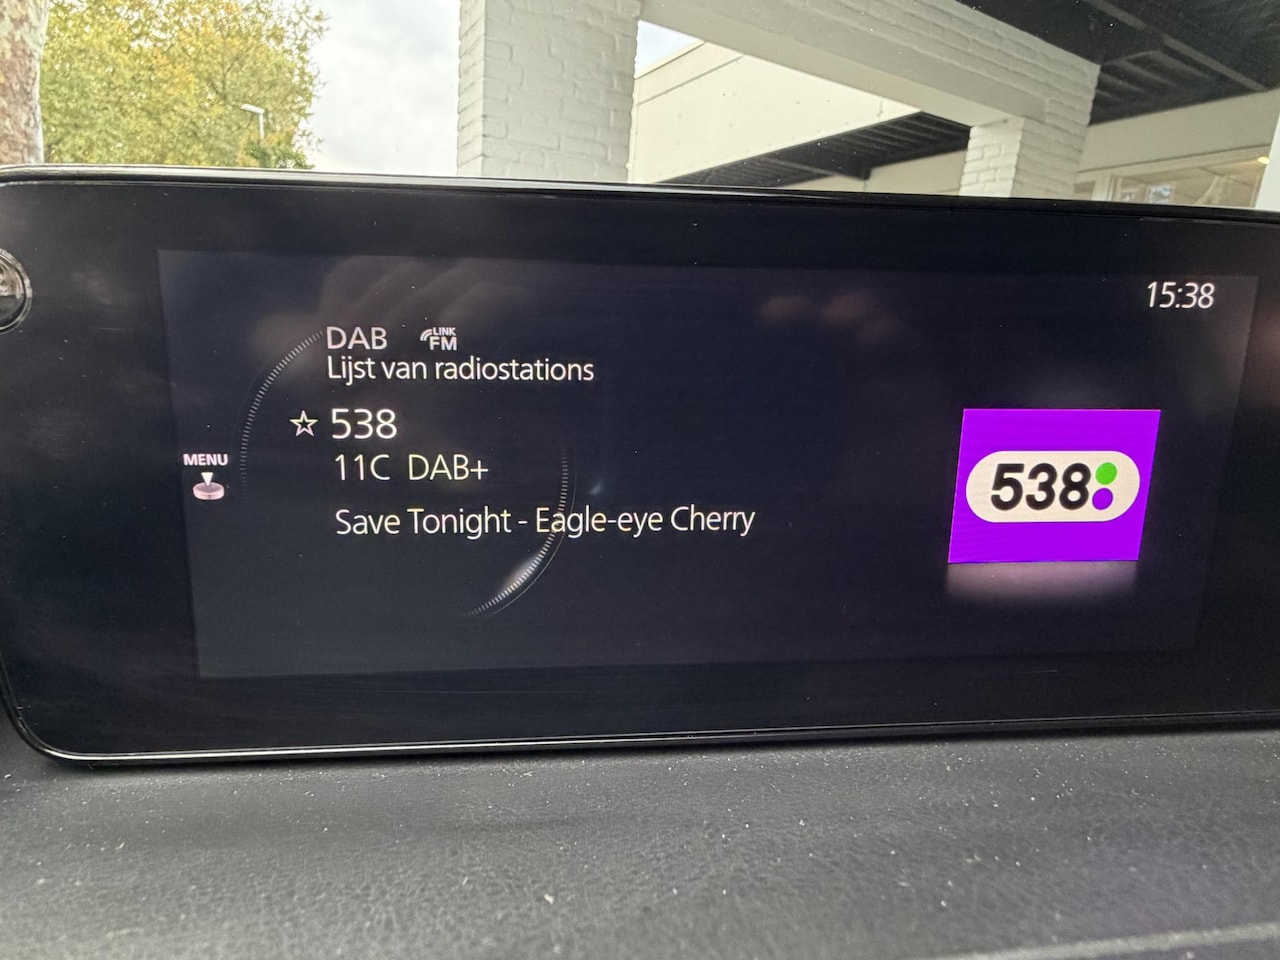 15:38
DAB LINK FM
Lijst van radiostations
☆ 538
MENU
11C DAB+
Save Tonight - Eagle-eye Cherry
538